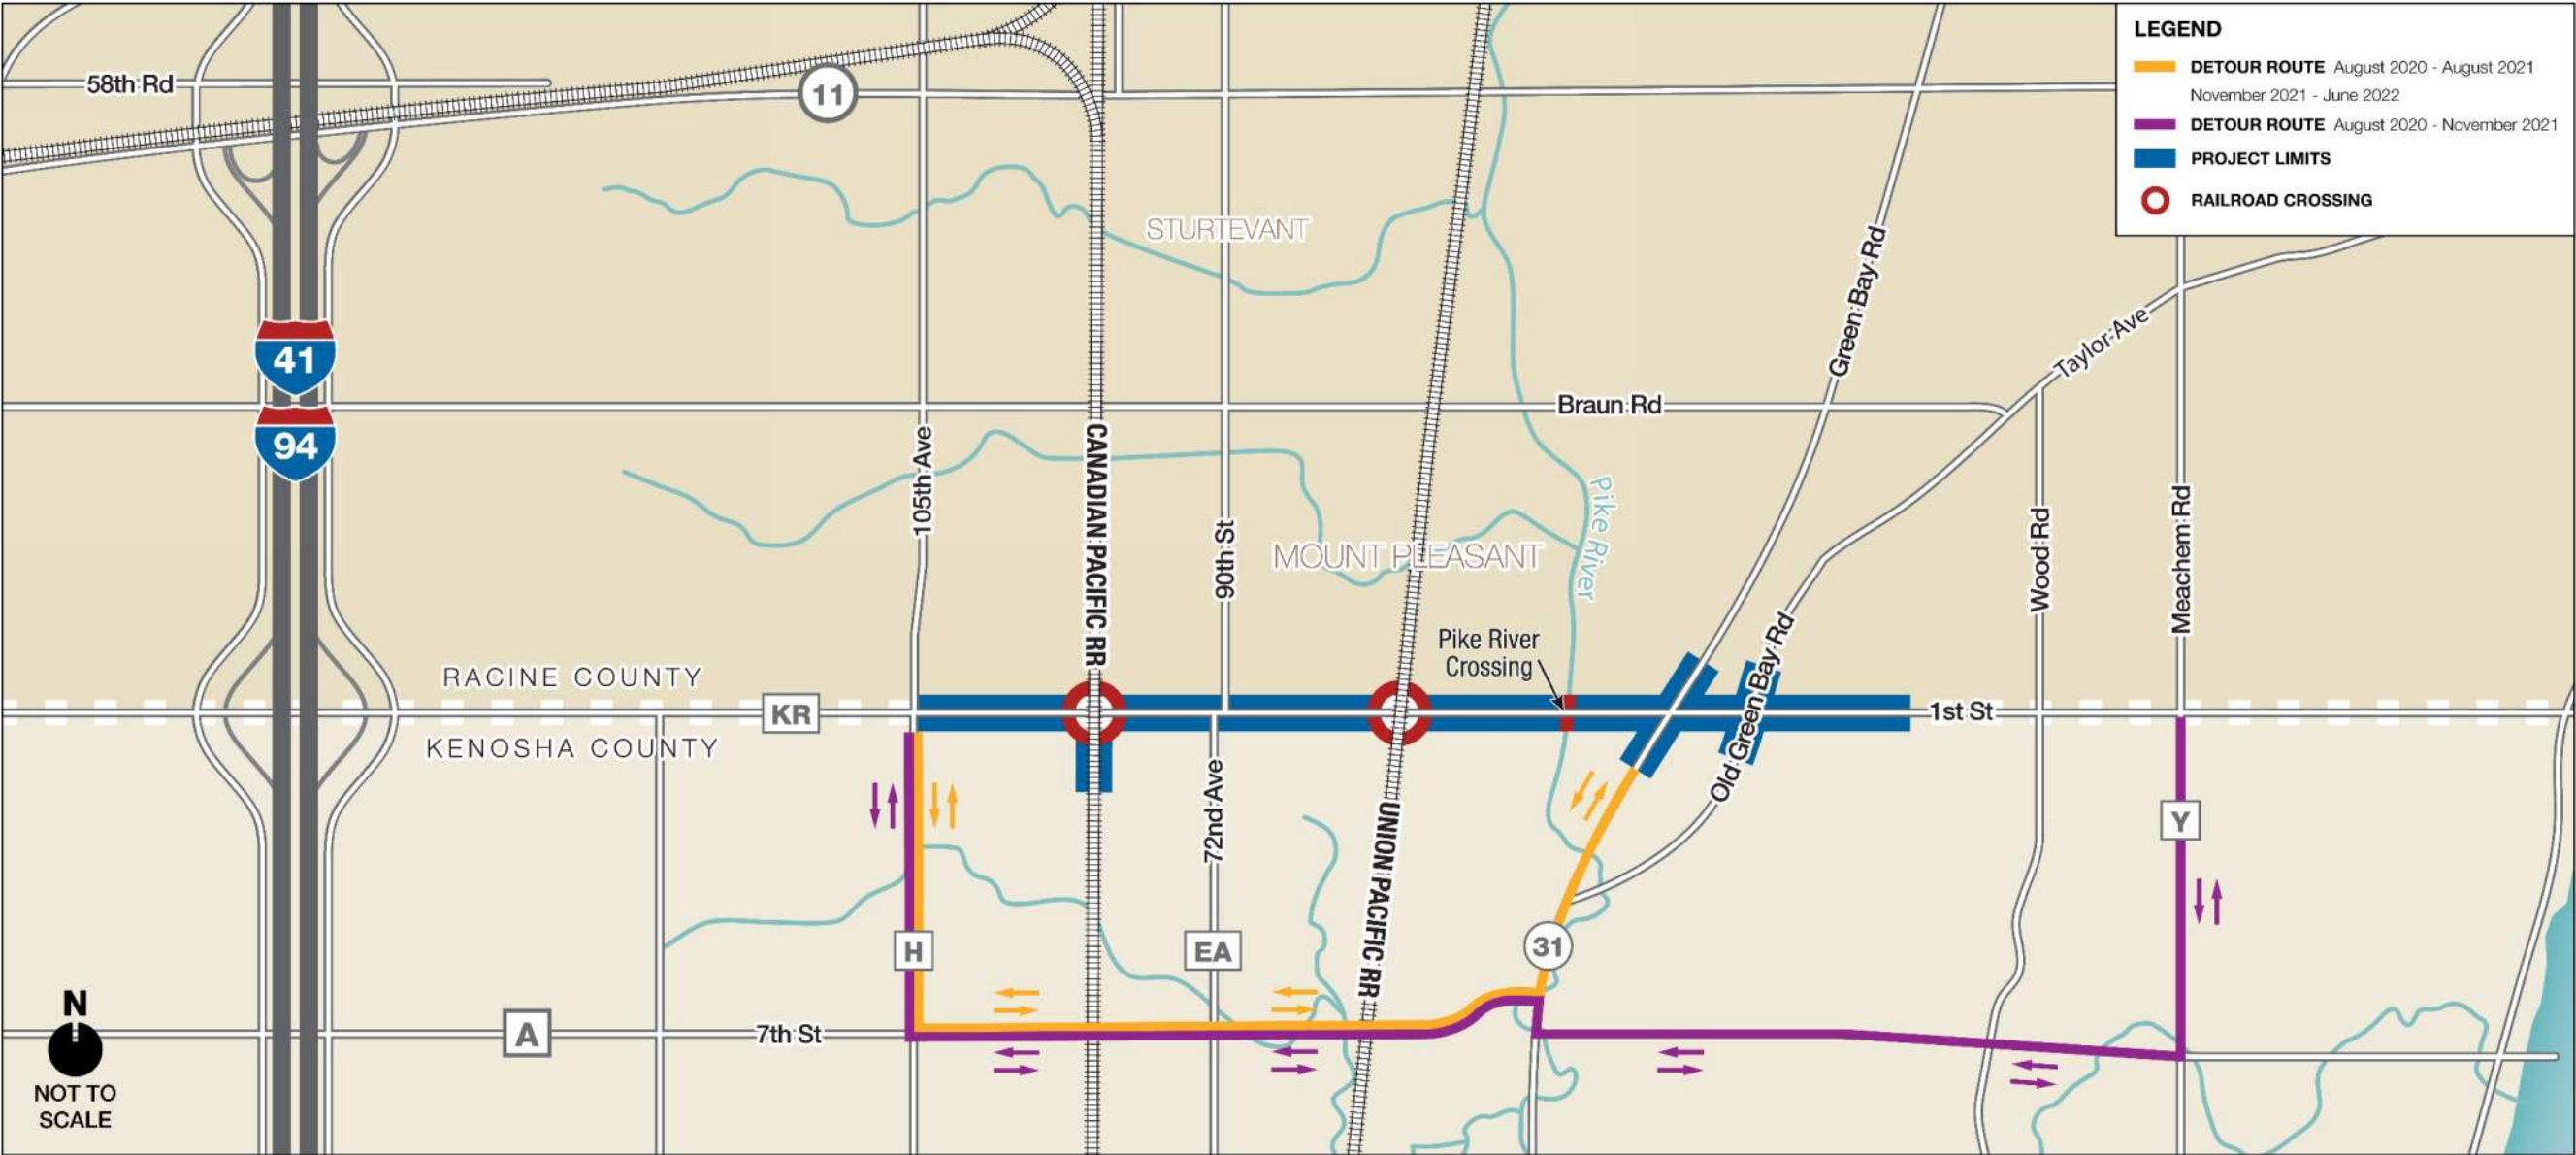 LEGEND
DETOUR ROUTE August 2020 - August 2021
November 2021 - June 2022
DETOUR ROUTE August 2020 - November 2021
PROJECT LIMITS
RAILROAD CROSSING
58th Rd
11
STURTEVANT
Green Bay Rd
41
Taylor Ave
Braun Rd
94
105th Ave
CANADIAN PACIFIC RR
90th St
MOUNT PLEASANT
Pike River
Wood Rd
Meachem Rd
Pike River
Crossing
Old Green Bay Rd
RACINE COUNTY
KR
1st St
KENOSHA COUNTY
72nd Ave
UNION PACIFIC RR
Y
H
EA
31
N
A
7th St
NOT TO
SCALE